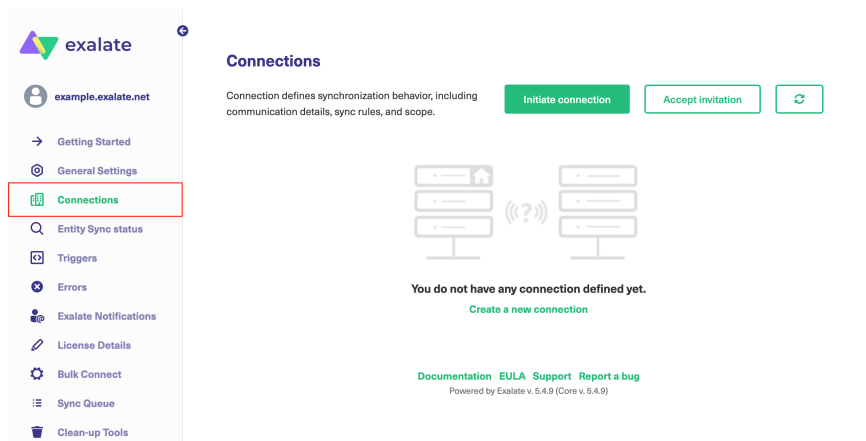 exalate
example.exalate.net
Getting Started
General Settings
Connections
Entity Sync status
Triggers
Errors
Exalate Notifications
License Details
Bulk Connect
Sync Queue
Clean-up Tools
Connections
Connection defines synchronization behavior, including
communication details, sync rules, and scope.
Initiate connection
Accept invitation
((?))
You do not have any connection defined yet.
Create a new connection
Documentation EULA Support Report a bug
Powered by Exalate v. 5.4.9 (Core v. 5.4.9)